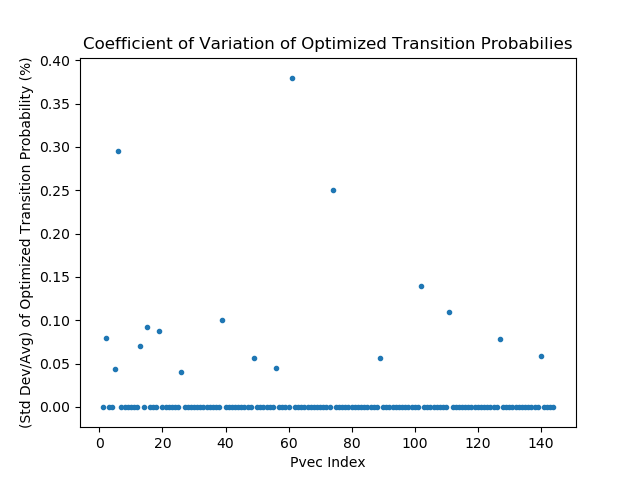 Coefficient of Variation of Optimized Transition Probabilies
(Std Dev/Avg) of Optimized Transition Probability (%)
0.40
0.35
0.30
0.25
0.20
0.15
0.10
0.05
0.00
0 20 40 60 80 100 120 140
Pvec Index